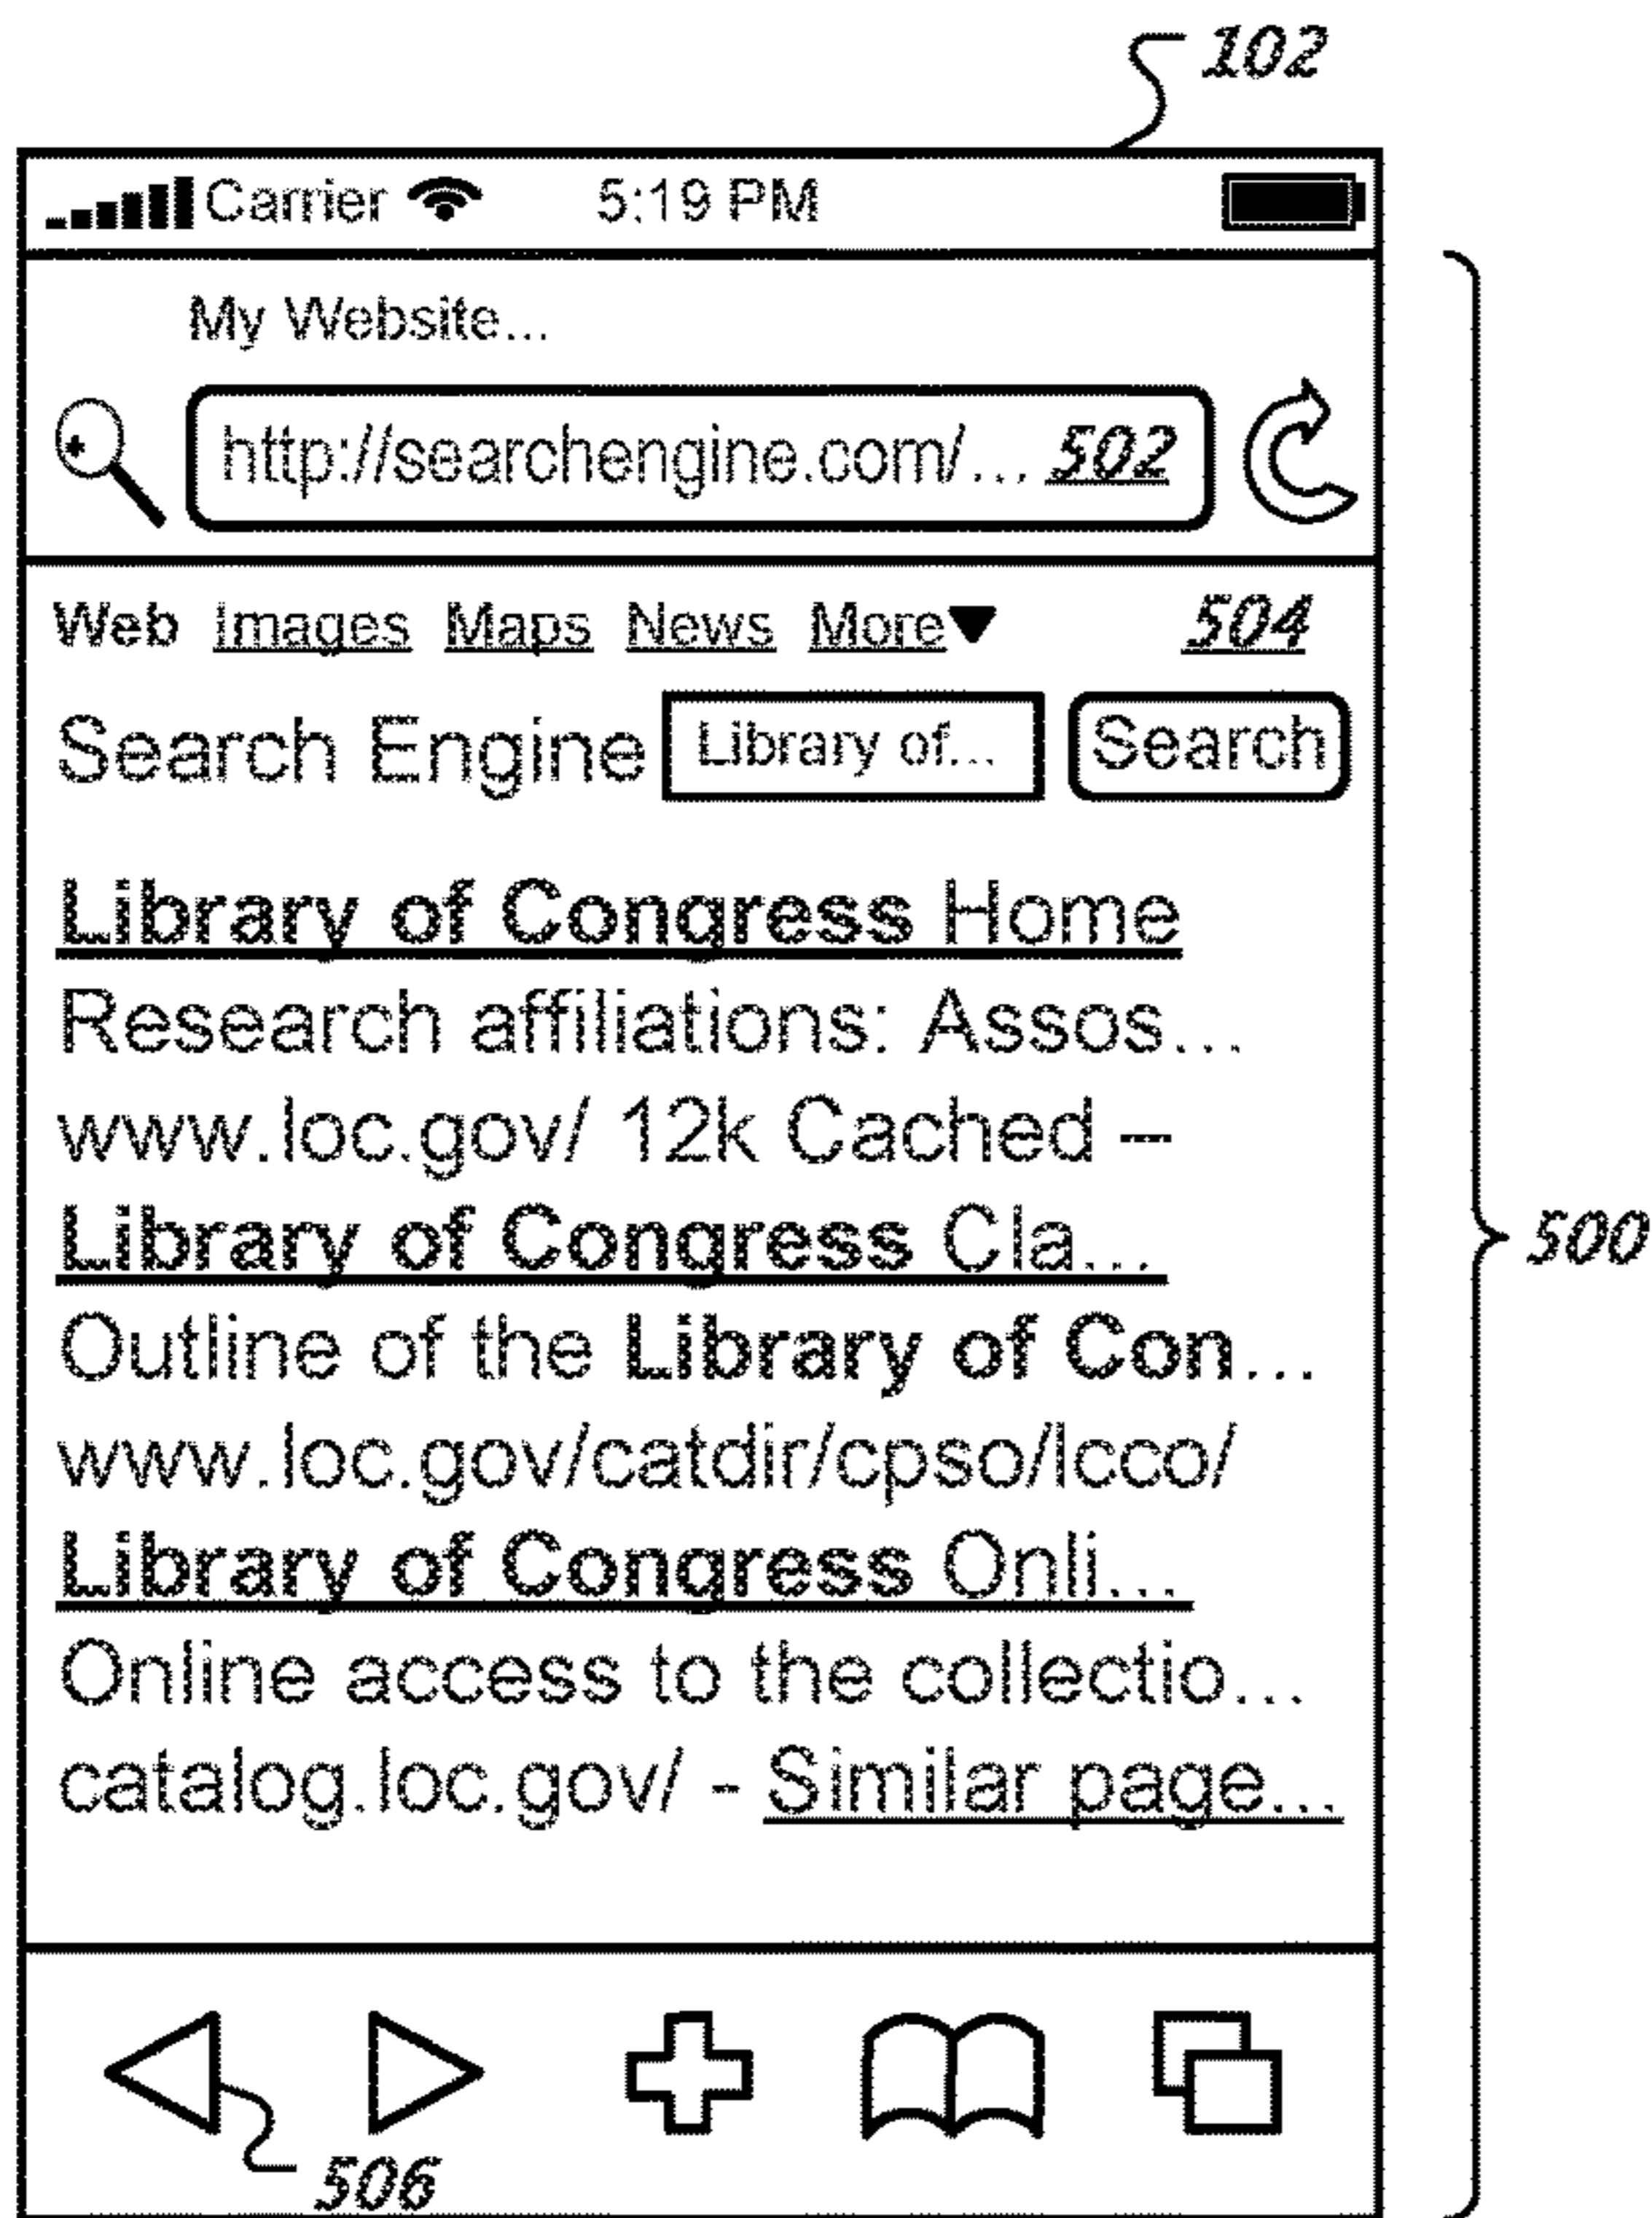 102
Carrier 5:19 PM
My Website...
http://searchengine.com/... 502
Web Images Maps News More 504
Search Engine Library of... Search
Library of Congress Home
Research affiliations: Assos...
www.loc.gov/ 12k Cached –
Library of Congress Cla...
500
Outline of the Library of Con...
www.loc.gov/catdir/cpso/lcco/
Library of Congress Onli...
Online access to the collectio...
catalog.loc.gov/ - Similar page...
506